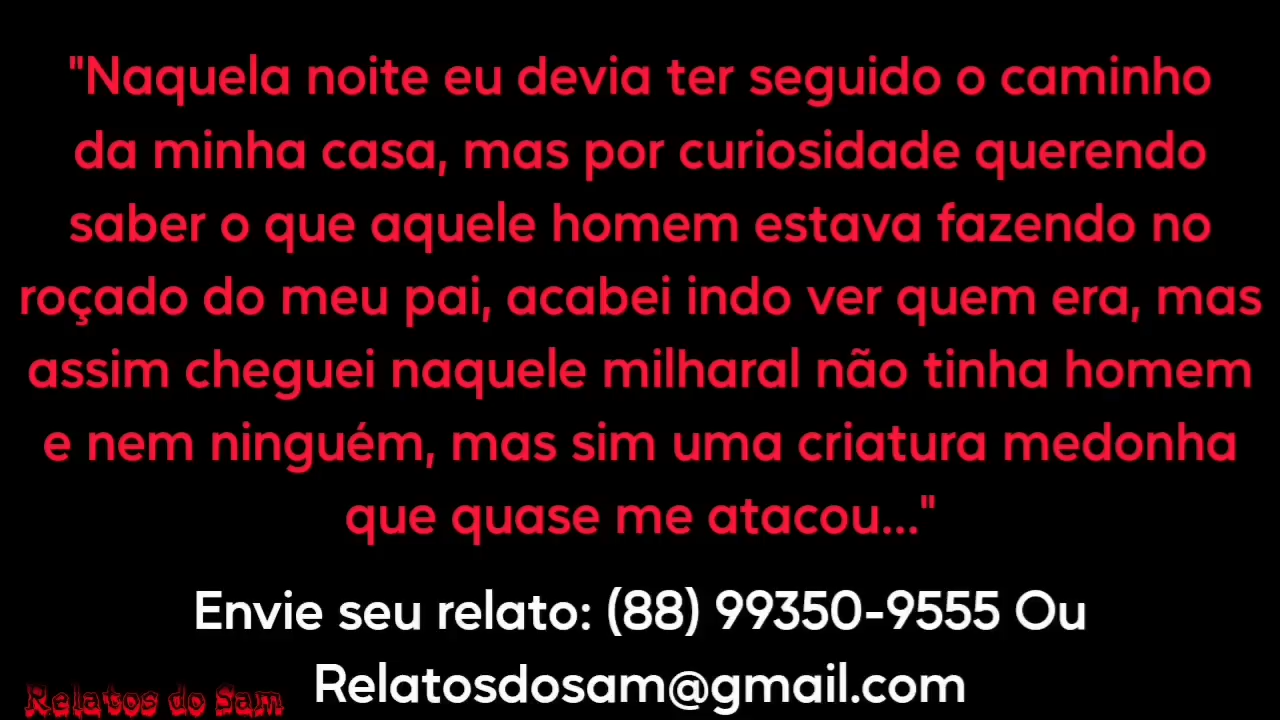 "Naquela noite eu devia ter seguido o caminho
da minha casa, mas por curiosidade querendo
saber o que aquele homem estava fazendo no
roçado do meu pai, acabei indo ver quem era, mas
assim cheguei naquele milharal não tinha homem
e nem ninguém, mas sim uma criatura medonha
que quase me atacou..."
Envie seu relato: (88) 99350-9555 Ou
Relatosdosam@gmail.com
Relatos do Sam